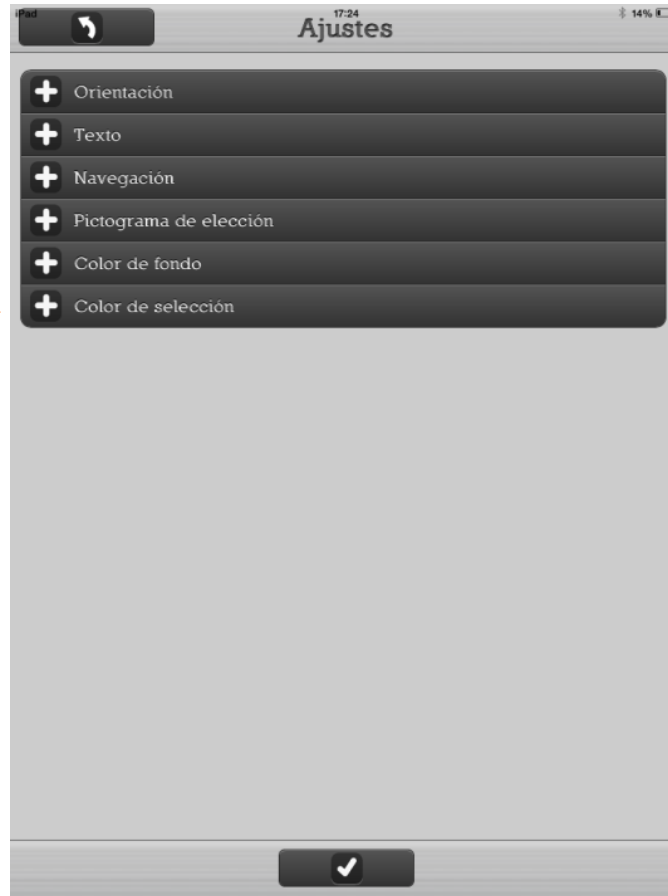 iPad
17:24
14%
Ajustes
Orientación
Texto
Navegación
Pictograma de elección
Color de fondo
Color de selección